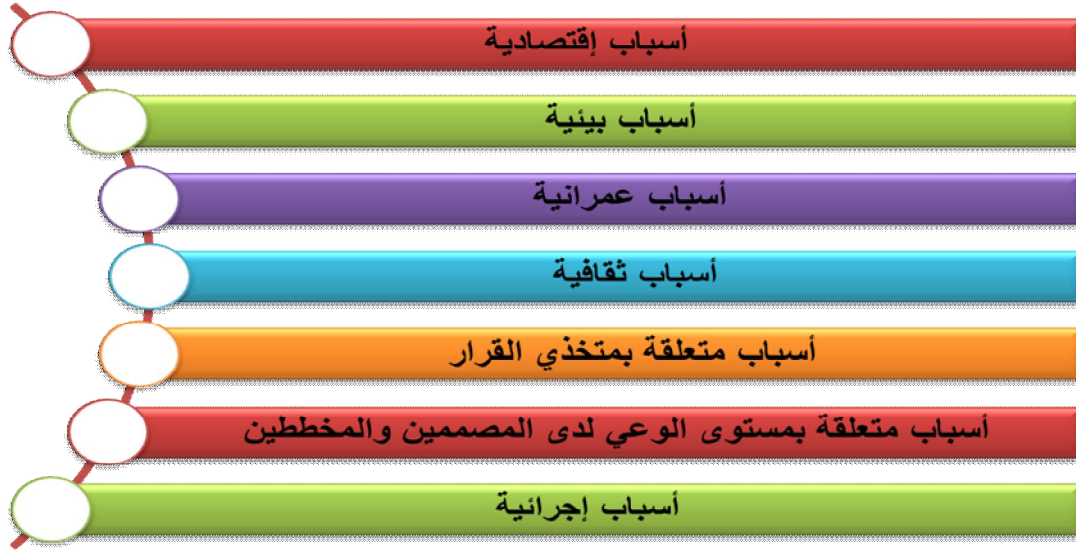 أسباب إقتصادية
أسباب بيئية
أسباب عمرانية
أسباب ثقافية
أسباب متعلقة بمتخذي القرار
أسباب متعلقة بمستوى الوعي لدى المصممين والمخططين
أسباب إجرائية